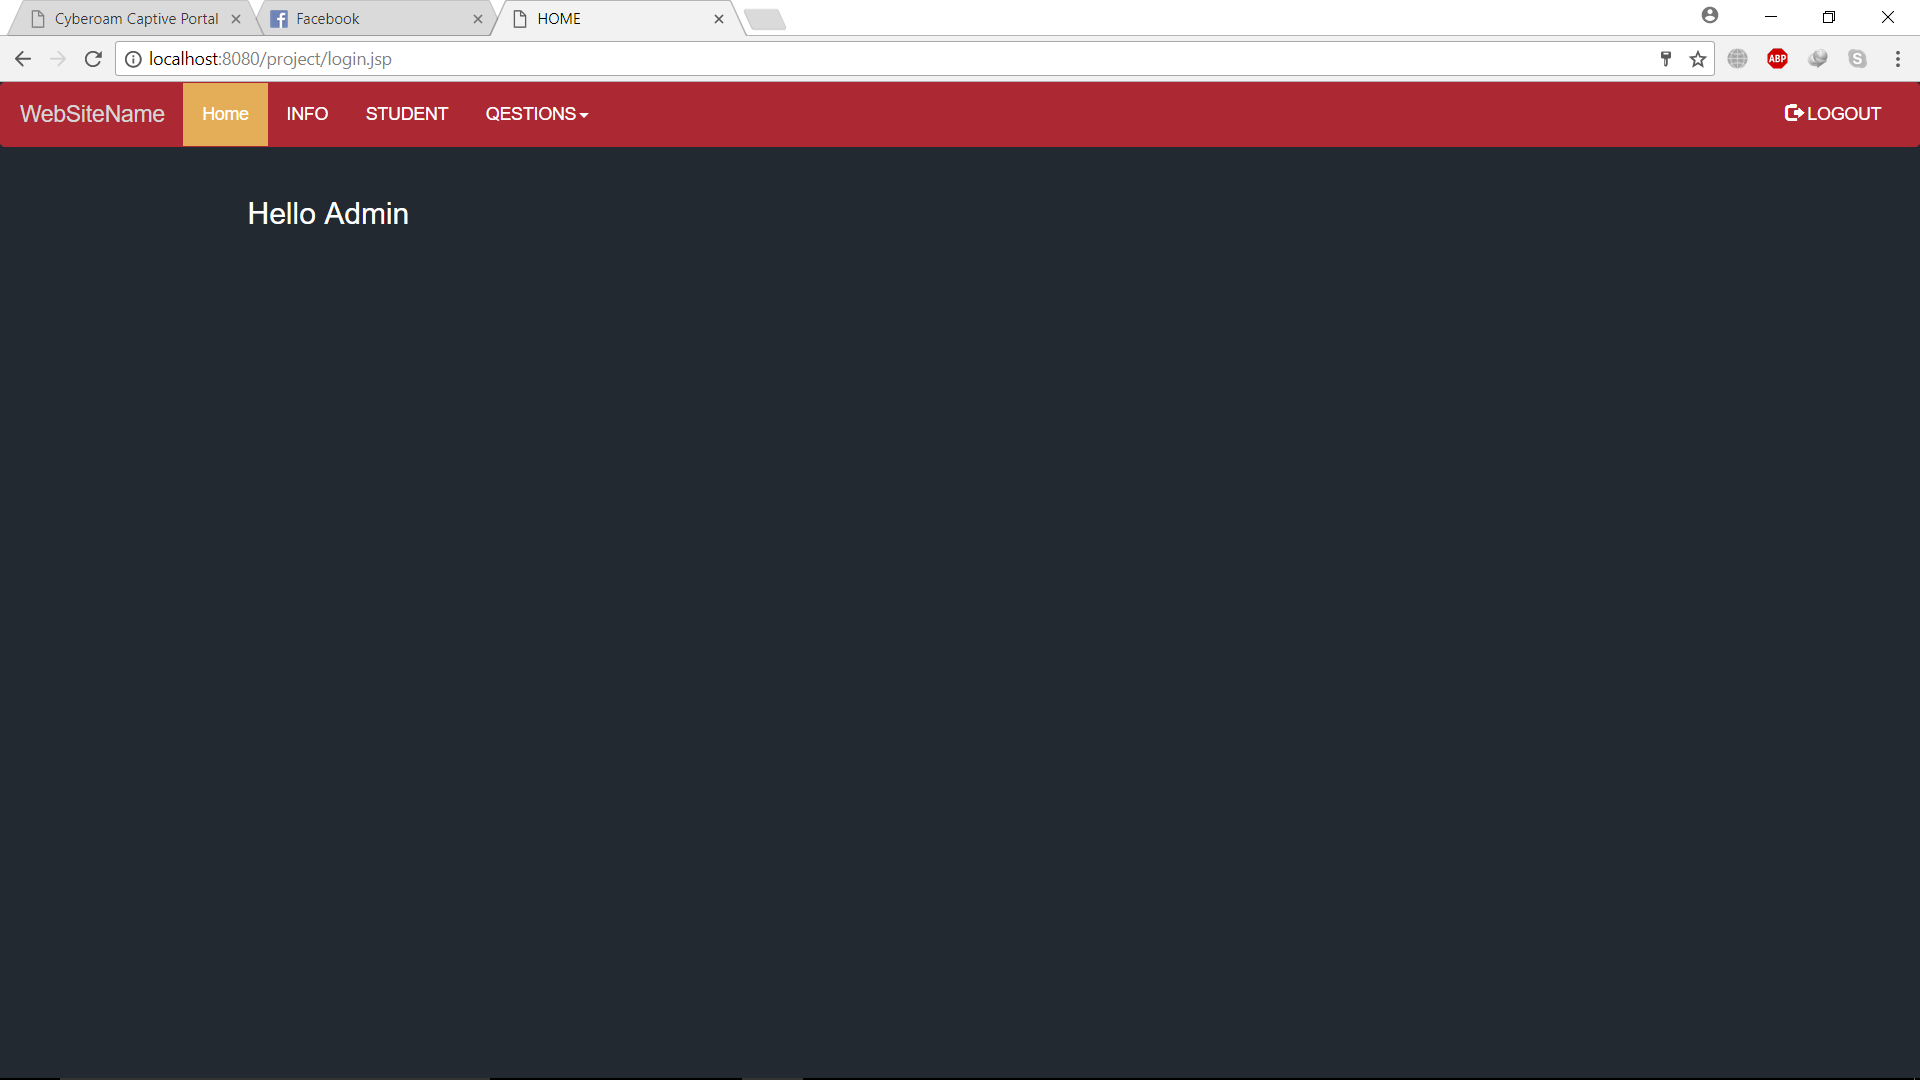 Cyberoam Captive Portal
Facebook
HOME
localhost:8080/project/login.jsp
ABP
S
WebSiteName
Home
INFO
STUDENT
QESTIONS
LOGOUT
Hello Admin